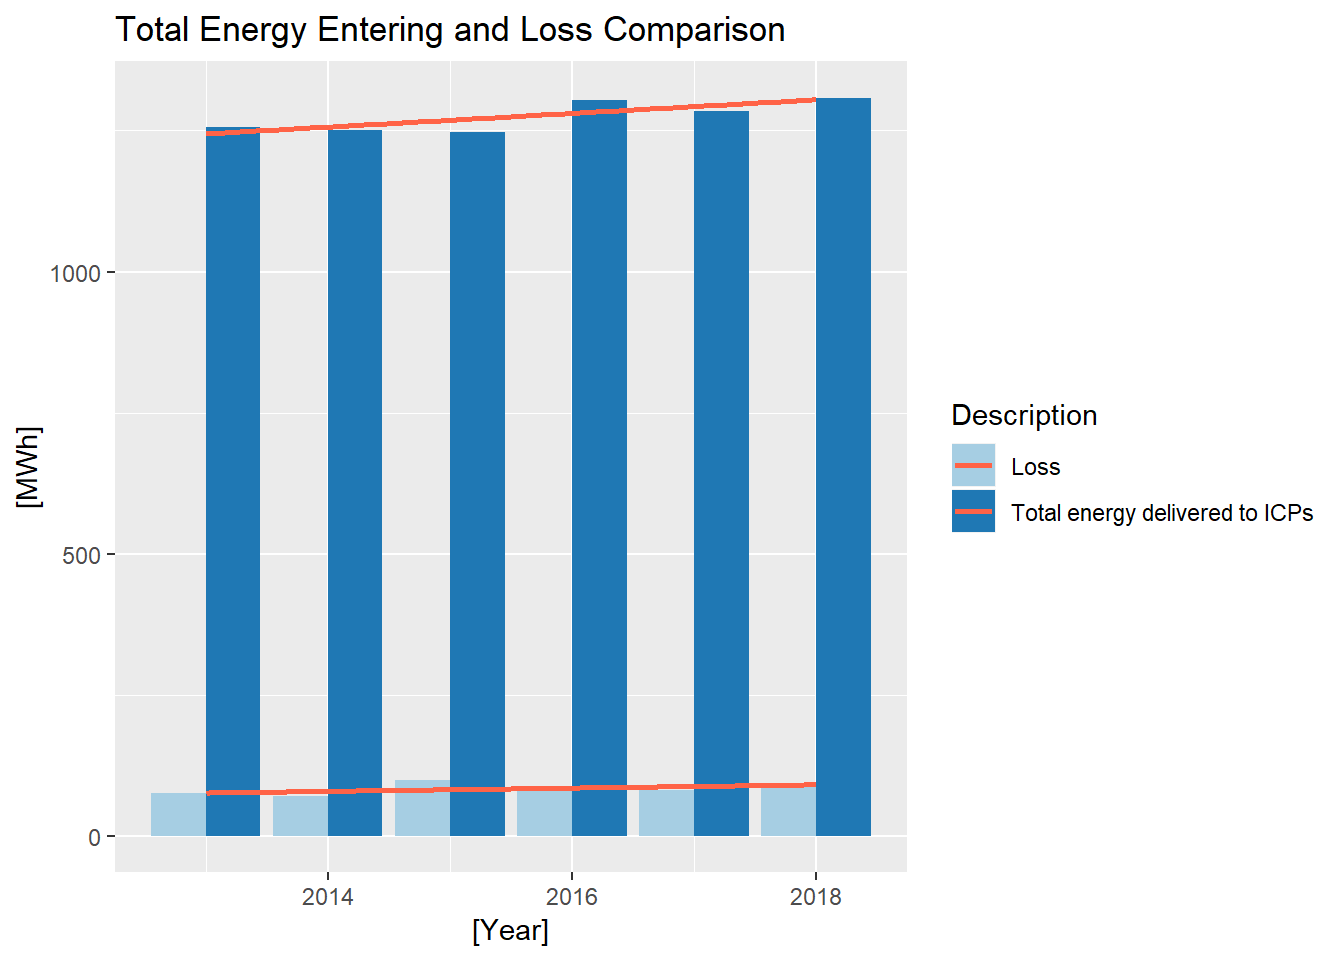 Total Energy Entering and Loss Comparison
1000
500
0
[MWh]
2014 2016 2018
[Year]
Description
Loss
Total energy delivered to ICPs